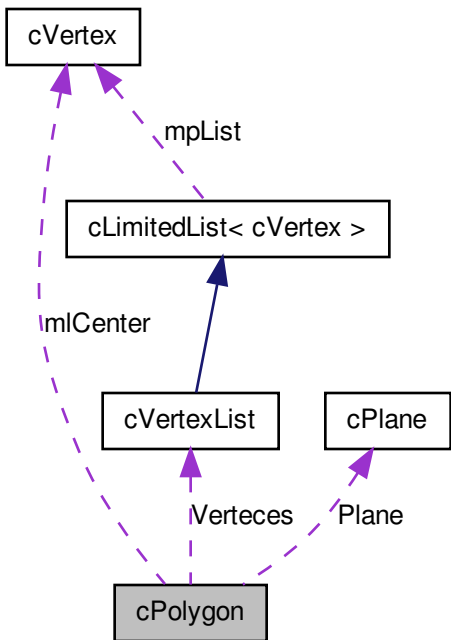 cVertex
mpList
cLimitedList< cVertex >
mlCenter
cVertexList
cPlane
Verteces
Plane
cPolygon